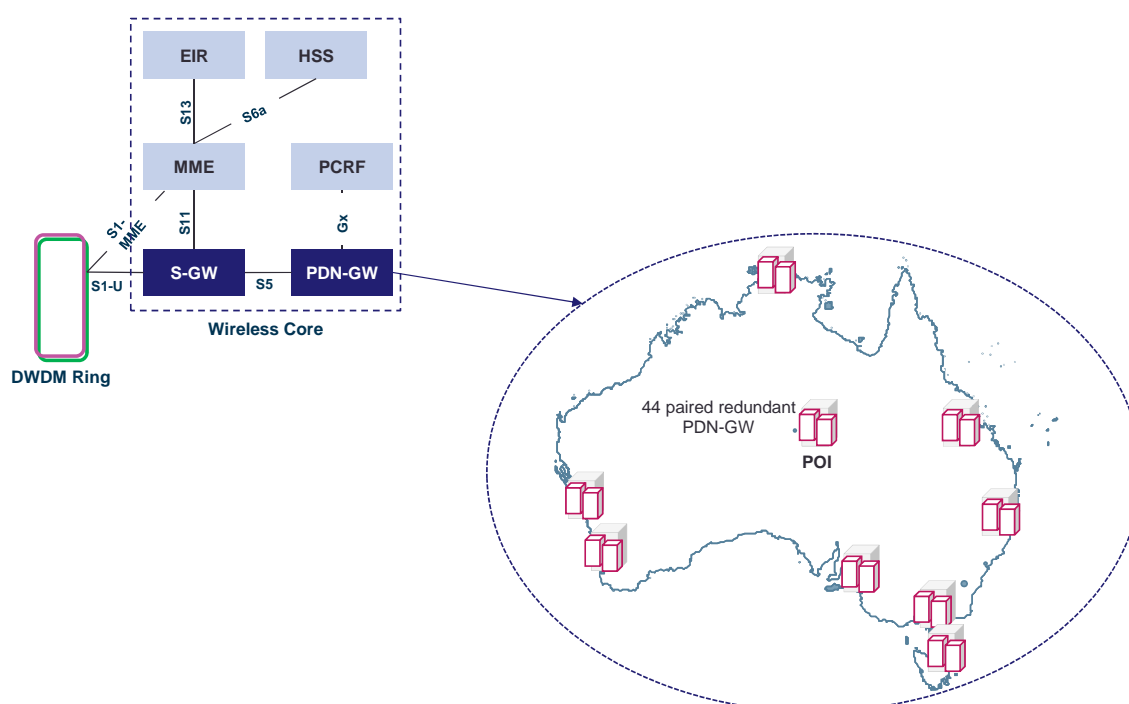 EIR
HSS
S13
S6a
MME
PCRF
S1-
MME
S11
Gx
S-GW
PDN-GW
S1-U
S5
Wireless Core
DWDM Ring
44 paired redundant
PDN-GW
POI